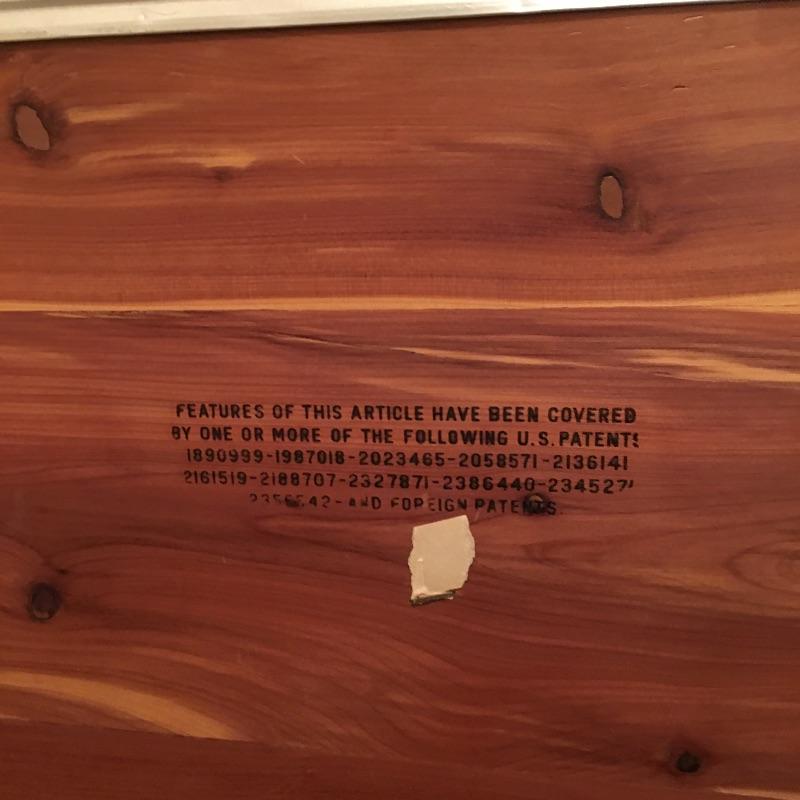 FEATURES OF THIS ARTICLE HAVE BEEN COVERED
BY ONE OR MORE OF THE FOLLOWING U.S. PATENTS
1890999-1987018-2023465-2058571-2136141
2161519-2188707-2327871-2386440-
AND FOREIGN PATENTS.